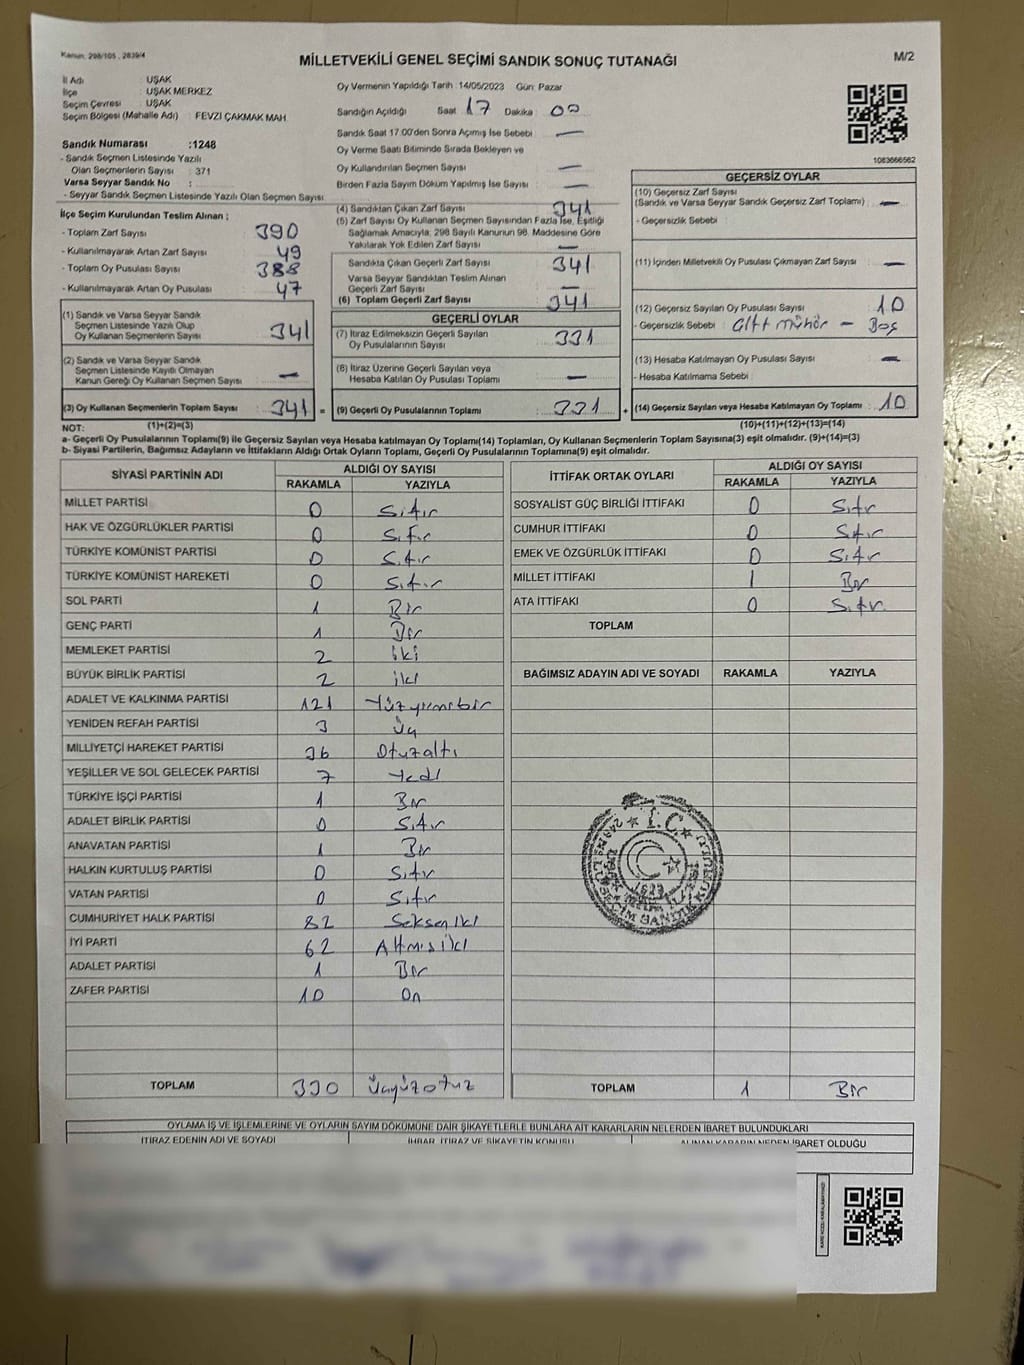 Kanun: 298/105, 2839/4
MİLLETVEKİLİ GENEL SEÇİMİ SANDIK SONUÇ TUTANAĞI
M/2
İl Adı UŞAK
İlçe UŞAK MERKEZ
Seçim Çevresi : UŞAK
Seçim Bölgesi (Mahalle Adı) FEVZİ ÇAKMAK MAH.
Sandık Numarası :1248
- Sandık Seçmen Listesinde Yazılı
Olan Seçmenlerin Sayısı : 371
Varsa Seyyar Sandık No :
- Seyyar Sandık Seçmen Listesinde Yazılı Olan Seçmen Sayısı:
İlçe Seçim Kurulundan Teslim Alınan ;
- Toplam Zarf Sayısı 390
- Kullanılmayarak Artan Zarf Sayısı 49
- Toplam Oy Pusulası Sayısı 388
- Kullanılmayarak Artan Oy Pusulası 47
(1) Sandık ve Varsa Seyyar Sandık
Seçmen Listesinde Yazılı Olup
Oy Kullanan Seçmenlerin Sayısı 341
(2) Sandık ve Varsa Seyyar Sandık
Seçmen Listesinde Kayıtlı Olmayan
Kanun Gereği Oy Kullanan Seçmen Sayısı —
(3) Oy Kullanan Seçmenlerin Toplam Sayısı 341 =
(1)+(2)=(3)
Oy Vermenin Yapıldığı Tarih :14/05/2023 Gün: Pazar
Sandığın Açıldığı Saat 17 Dakika 00
Sandık Saat 17.00'den Sonra Açılmış İse Sebebi —
Oy Verme Saati Bitiminde Sırada Bekleyen ve
Oy Kullandırılan Seçmen Sayısı —
Birden Fazla Sayım Döküm Yapılmış İse Sayısı —
(4) Sandıktan Çıkan Zarf Sayısı 341
(5) Zarf Sayısı Oy Kullanan Seçmen Sayısından Fazla İse, Eşitliği
Sağlamak Amacıyla; 298 Sayılı Kanunun 98. Maddesine Göre
Yakılarak Yok Edilen Zarf Sayısı —
Sandıkta Çıkan Geçerli Zarf Sayısı 341
Varsa Seyyar Sandıktan Teslim Alınan
Geçerli Zarf Sayısı —
(6) Toplam Geçerli Zarf Sayısı 341
GEÇERLİ OYLAR
(7) İtiraz Edilmeksizin Geçerli Sayılan
Oy Pusulalarının Sayısı 331
(8) İtiraz Üzerine Geçerli Sayılan veya
Hesaba Katılan Oy Pusulası Toplamı —
(9) Geçerli Oy Pusulalarının Toplamı : 331 +
1083666562
GEÇERSİZ OYLAR
(10) Geçersiz Zarf Sayısı
(Sandık ve Varsa Seyyar Sandık Geçersiz Zarf Toplamı) —
- Geçersizlik Sebebi :
(11) İçinden Milletvekili Oy Pusulası Çıkmayan Zarf Sayısı —
(12) Geçersiz Sayılan Oy Pusulası Sayısı 10
- Geçersizlik Sebebi : Çift mühür - Boş
(13) Hesaba Katılmayan Oy Pusulası Sayısı —
- Hesaba Katılmama Sebebi
(14) Geçersiz Sayılan veya Hesaba Katılmayan Oy Toplamı 10
(10)+(11)+(12)+(13)=(14)
NOT:
a- Geçerli Oy Pusulalarının Toplamı(9) ile Geçersiz Sayılan veya Hesaba katılmayan Oy Toplamı(14) Toplamları, Oy Kullanan Seçmenlerin Toplam Sayısına(3) eşit olmalıdır. (9)+(14)=(3)
b- Siyasi Partilerin, Bağımsız Adayların ve İttifakların Aldığı Ortak Oyların Toplamı, Geçerli Oy Pusulalarının Toplamına(9) eşit olmalıdır.
SİYASİ PARTİNİN ADI ALDIĞI OY SAYISI
RAKAMLA YAZIYLA
MİLLET PARTİSİ 0 Sıfır
HAK VE ÖZGÜRLÜKLER PARTİSİ 0 Sıfır
TÜRKİYE KOMÜNİST PARTİSİ 0 Sıfır
TÜRKİYE KOMÜNİST HAREKETİ 0 Sıfır
SOL PARTİ 1 Bir
GENÇ PARTİ 1 Bir
MEMLEKET PARTİSİ 2 iki
BÜYÜK BİRLİK PARTİSİ 2 iki
ADALET VE KALKINMA PARTİSİ 121 Yüzyirmibir
YENİDEN REFAH PARTİSİ 3 Üç
MİLLİYETÇİ HAREKET PARTİSİ 36 Otuzaltı
YEŞİLLER VE SOL GELECEK PARTİSİ 7 Yedi
TÜRKİYE İŞÇİ PARTİSİ 1 Bir
ADALET BİRLİK PARTİSİ 0 Sıfır
ANAVATAN PARTİSİ 1 Bir
HALKIN KURTULUŞ PARTİSİ 0 Sıfır
VATAN PARTİSİ 0 Sıfır
CUMHURİYET HALK PARTİSİ 82 Sekseniki
İYİ PARTİ 62 Altmışiki
ADALET PARTİSİ 1 Bir
ZAFER PARTİSİ 10 On
TOPLAM 330 Üçyüzotuz
İTTİFAK ORTAK OYLARI ALDIĞI OY SAYISI
RAKAMLA YAZIYLA
SOSYALİST GÜÇ BİRLİĞİ İTTİFAKI 0 Sıfır
CUMHUR İTTİFAKI 0 Sıfır
EMEK VE ÖZGÜRLÜK İTTİFAKI 0 Sıfır
MİLLET İTTİFAKI 1 Bir
ATA İTTİFAKI 0 Sıfır
TOPLAM
BAĞIMSIZ ADAYIN ADI VE SOYADI RAKAMLA YAZIYLA
T.C.
TOPLAM 1 Bir
OYLAMA İŞ VE İŞLEMLERİNE VE OYLARIN SAYIM DÖKÜMÜNE DAİR ŞİKAYETLERLE BUNLARA AİT KARARLARIN NELERDEN İBARET BULUNDUKLARI
İTİRAZ EDENİN ADI VE SOYADI İHBAR, İTİRAZ VE ŞİKAYETİN KONUSU ALINAN KARARIN NEDEN İBARET OLDUĞU